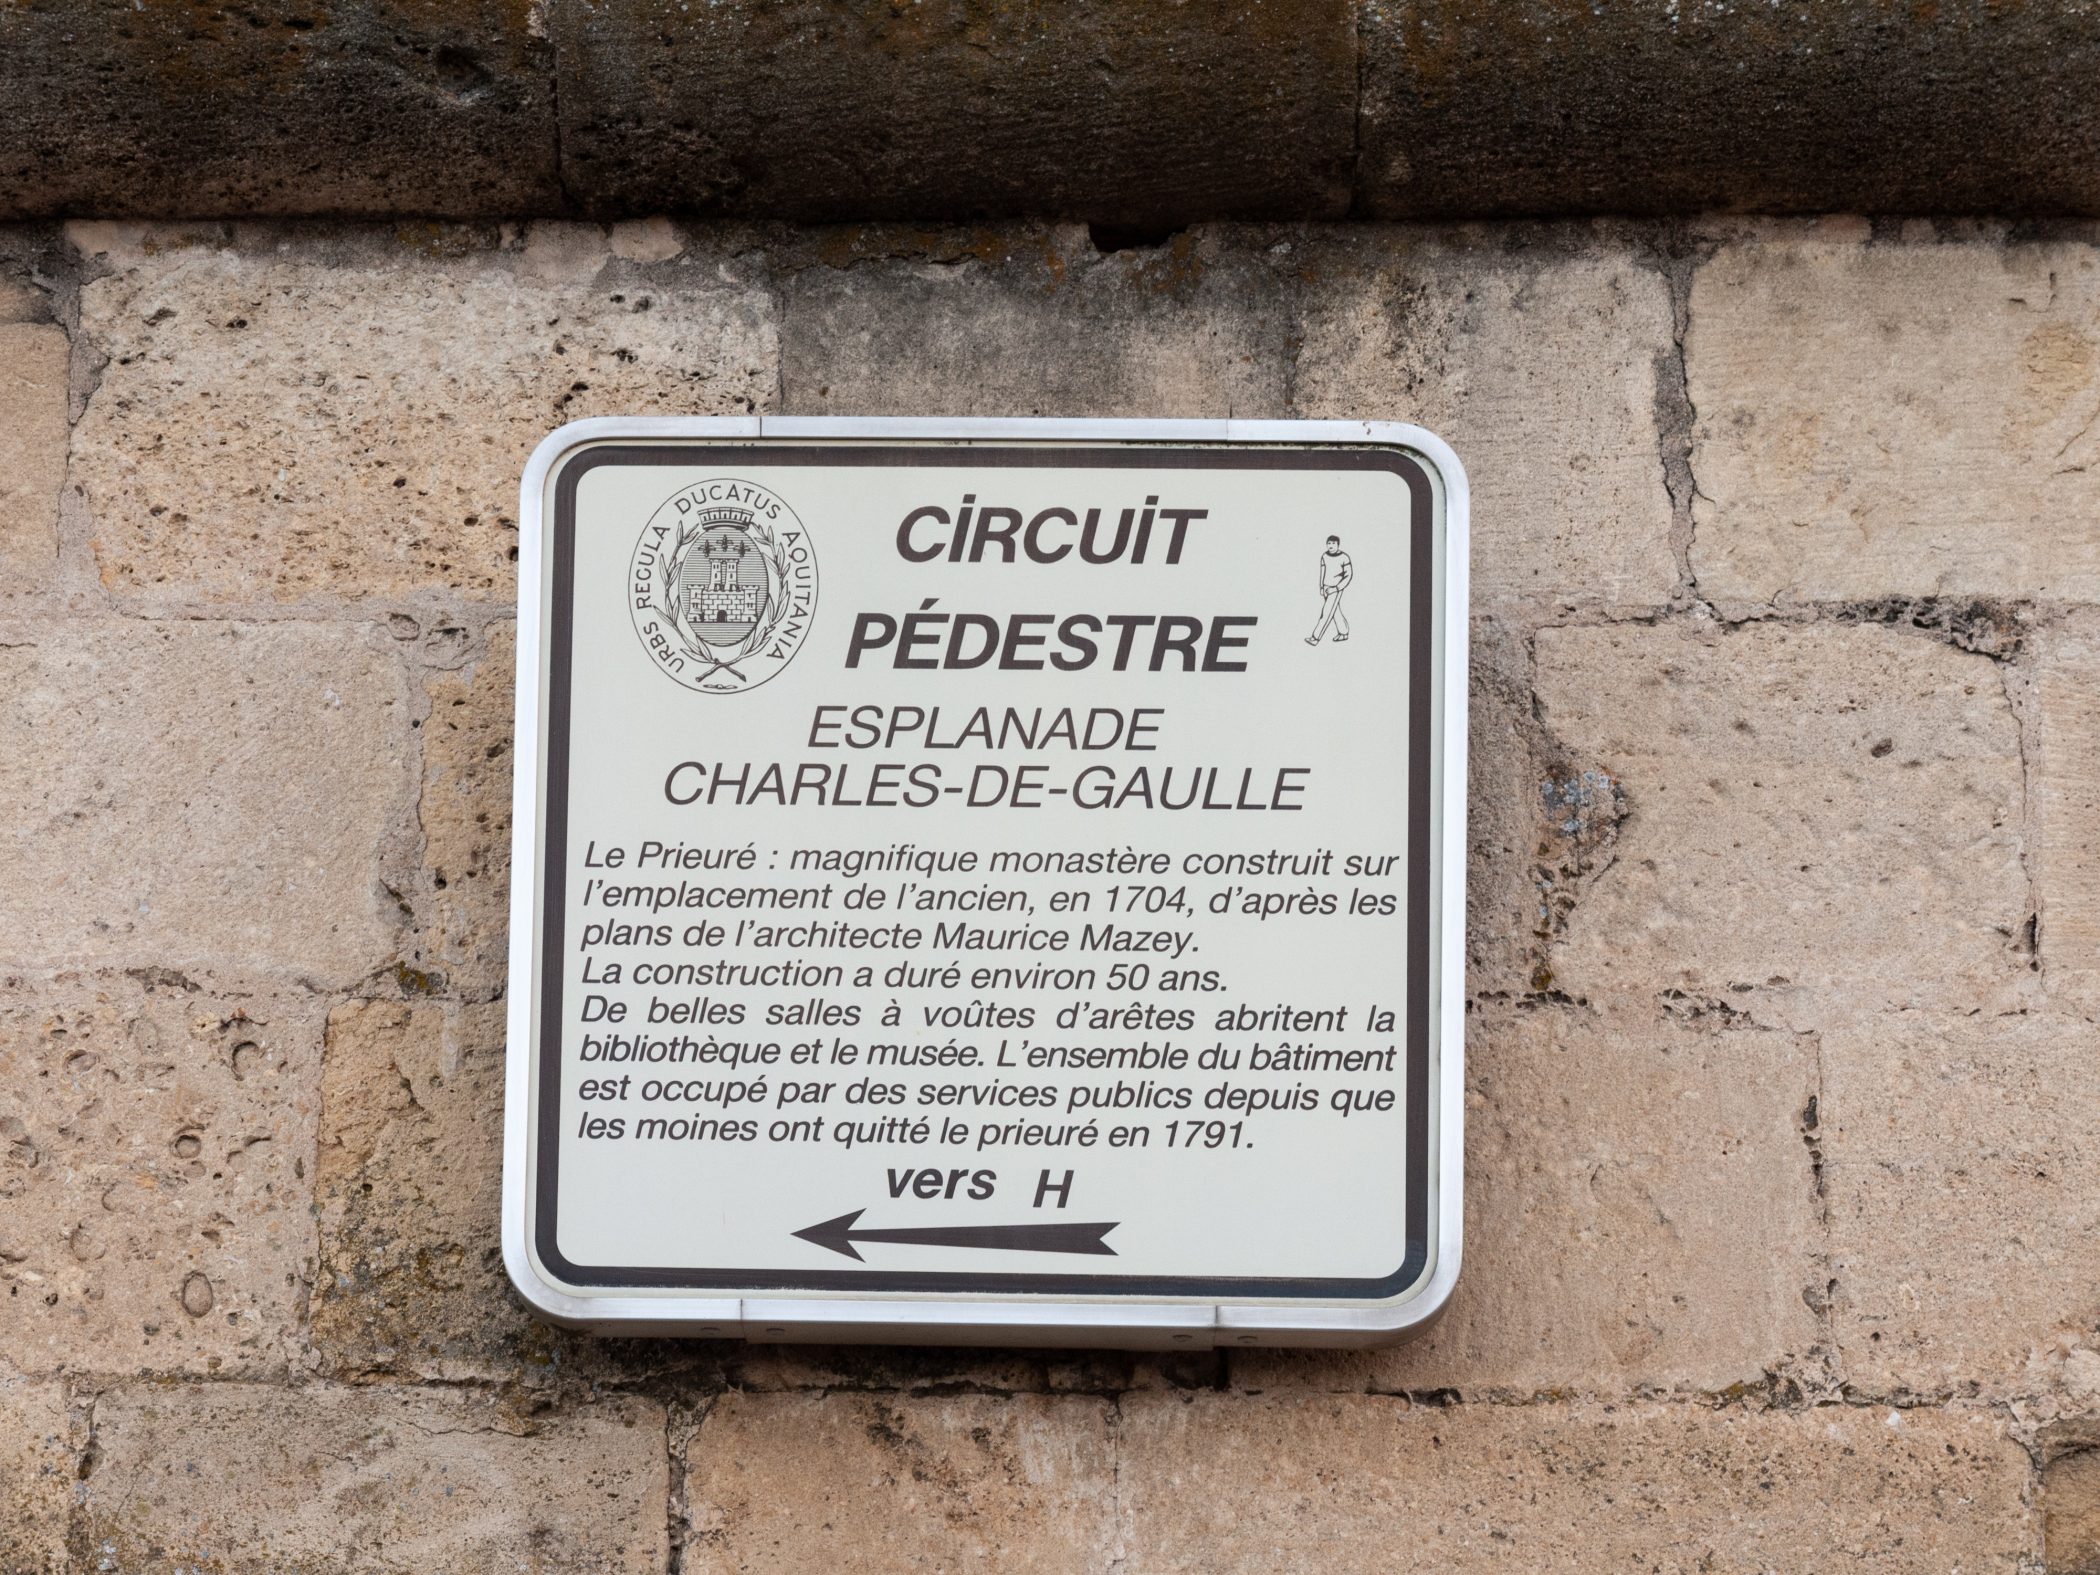 URBS REGULA DUCATUS AQUITANIA
CIRCUIT
PÉDESTRE
ESPLANADE
CHARLES-DE-GAULLE
Le Prieuré : magnifique monastère construit sur
l'emplacement de l'ancien, en 1704, d'après les
plans de l'architecte Maurice Mazey.
La construction a duré environ 50 ans.
De belles salles à voûtes d'arêtes abritent la
bibliothèque et le musée. L'ensemble du bâtiment
est occupé par des services publics depuis que
les moines ont quitté le prieuré en 1791.
vers H